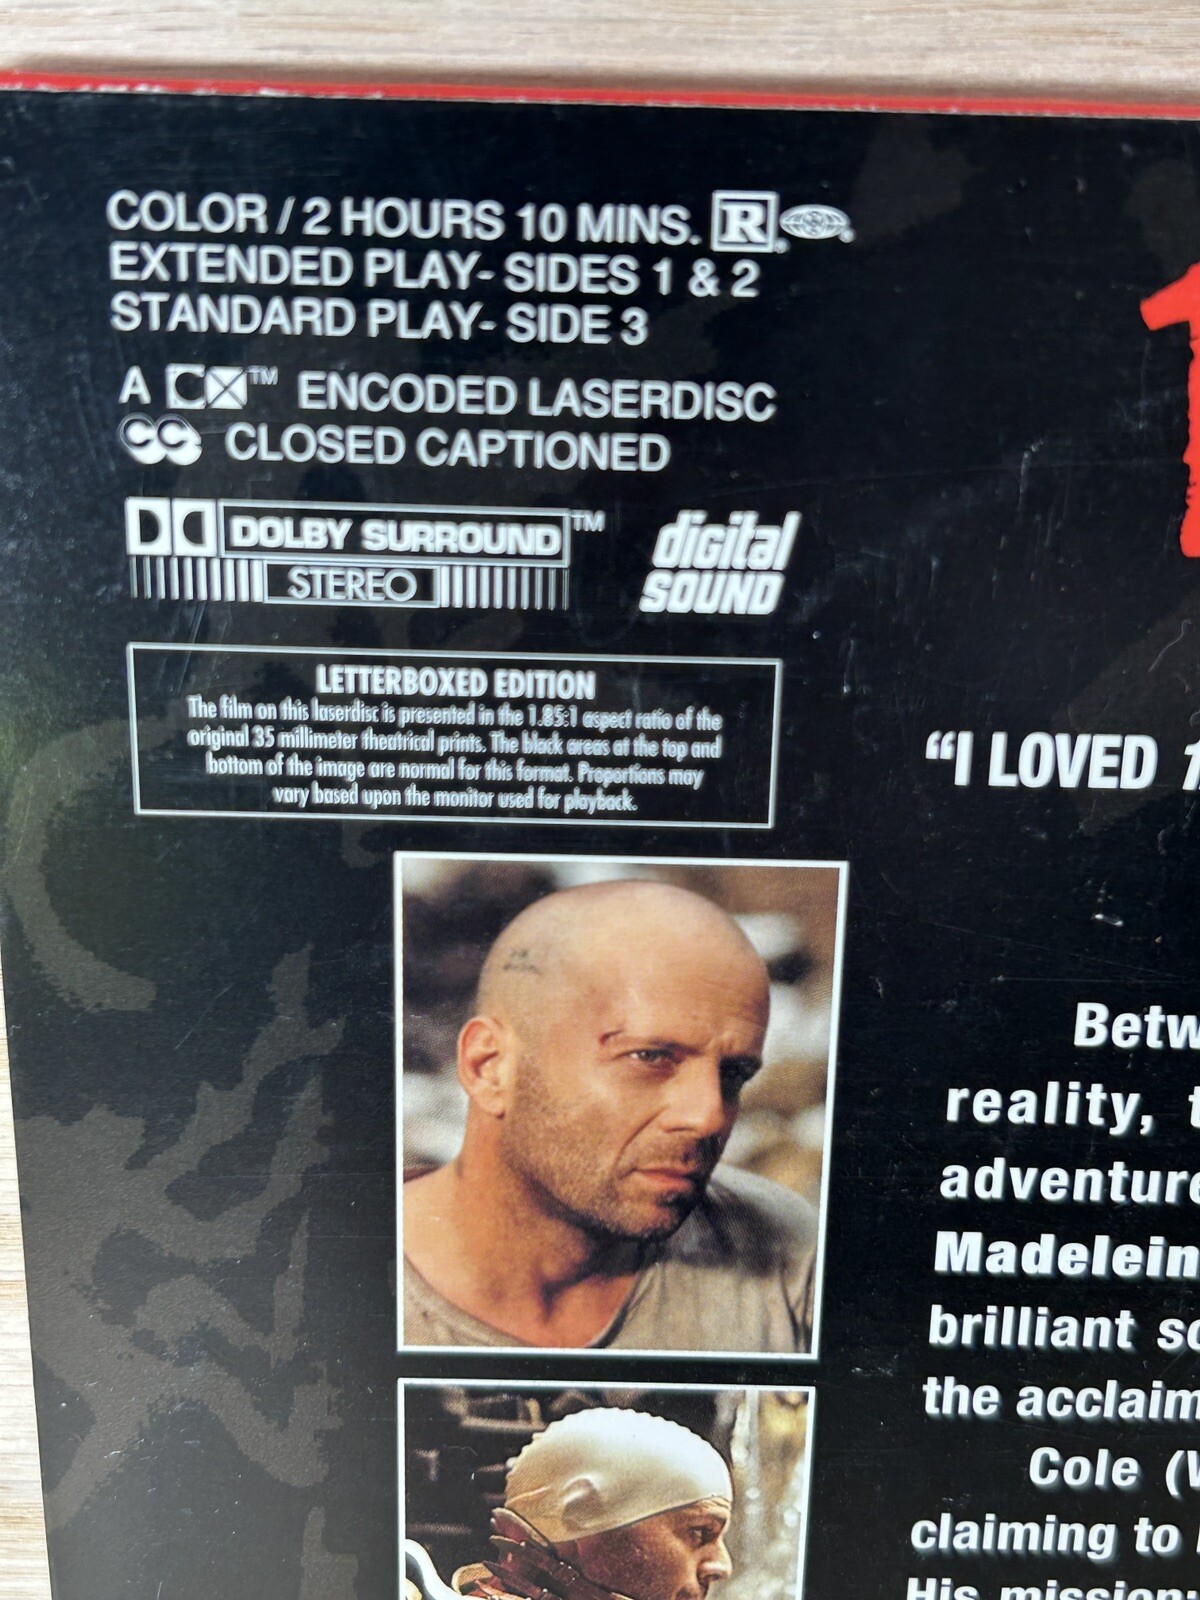 COLOR / 2 HOURS 10 MINS. R
EXTENDED PLAY- SIDES 1 & 2
STANDARD PLAY- SIDE 3
A CX™ ENCODED LASERDISC
CC CLOSED CAPTIONED
DOLBY SURROUND™
STEREO
digital
SOUND
LETTERBOXED EDITION
The film on this laserdisc is presented in the 1.85:1 aspect ratio of the
original 35 millimeter theatrical prints. The black areas at the top and
bottom of the image are normal for this format. Proportions may
vary based upon the monitor used for playback.
1
“I LOVED
Betw
reality,
adventure
Madelein
brilliant sc
the acclaim
Cole (
claiming to
His mission